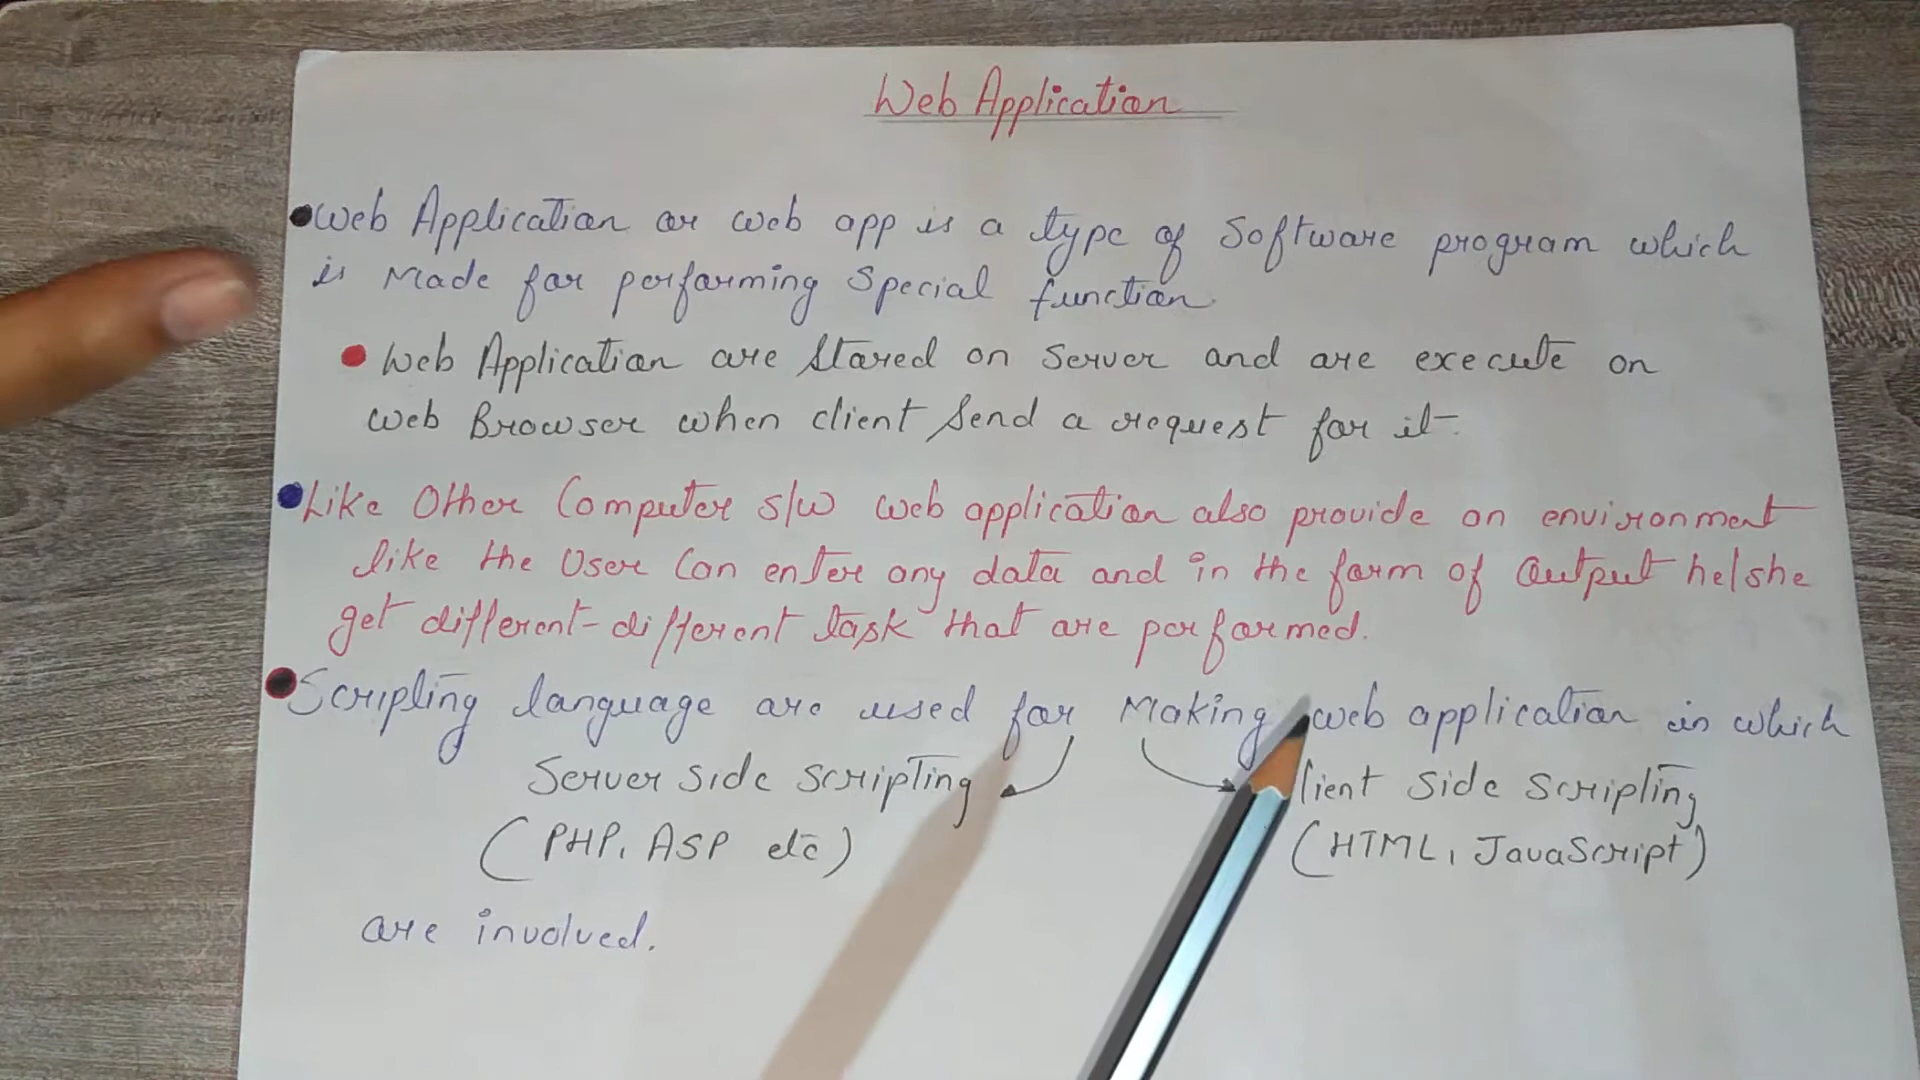 Web Application
Web Application or web app is a type of Software program which
is Made for performing Special function.
Web Application are stored on Server and are execute on
web Browser when client Send a request for it.
Like Other Computer s/w web application also provide an environment
like the User Can enter any data and in the form of Output he/she
get different-different task that are performed.
Scripting language are used for Making web application in which
Server side scripting lient Side Scripting
(PHP, ASP etc) (HTML, JavaScript)
are involved.